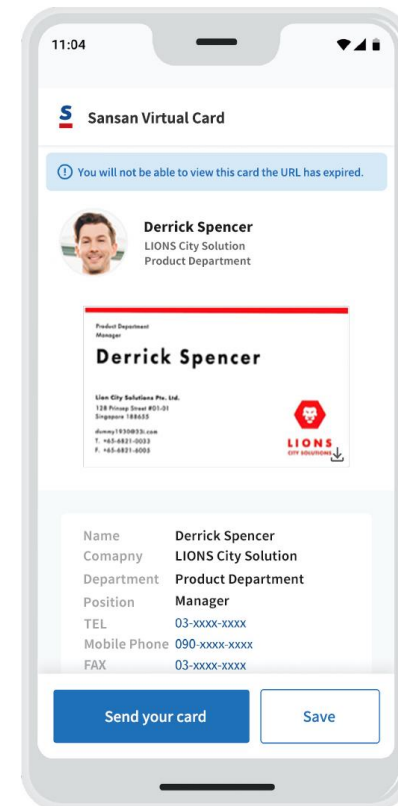 11:04
S Sansan Virtual Card
You will not be able to view this card the URL has expired.
Derrick Spencer
LIONS City Solution
Product Department
Product Department
Manager
Derrick Spencer
Lion City Solutions Pte. Ltd.
128 Prinsep Street #01-01
Singapore 188655
dummy1930@33i.com
T. +65-6821-0033
F. +65-6821-6005
LIONS
CITY SOLUTIONS
Name Derrick Spencer
Comapny LIONS City Solution
Department Product Department
Position Manager
TEL 03-xxxx-xxxx
Mobile Phone 090-xxxx-xxxx
FAX 03-xxxx-xxxx
Send your card Save